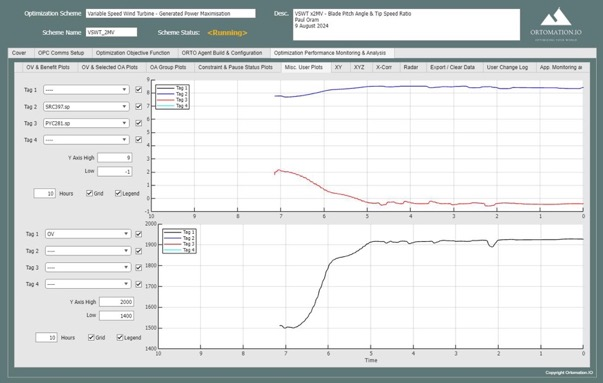 Optimization Scheme Variable Speed Wind Turbine - Generated Power Maximisation Desc. VSWT x2MV - Blade Pitch Angle & Tip Speed Ratio
Paul Oram
9 August 2024
Scheme Name VSWT_2MV Scheme Status: <Running>
ORTOMATION.IO
Cover OPC Comms Setup Optimization Objective Function ORTO Agent Build & Configuration Optimization Performance Monitoring & Analysis
OV & Benefit Plots OV & Selected OA Plots OA Group Plots Constraint & Pause Status Plots Misc. User Plots XY XYZ X-Corr Radar Export / Clear Data User Change Log App Monitoring a
Tag 1 ----
Tag 2 SRC397.sp
Tag 3 PYC281.sp
Tag 4 ----
Y Axis High 9
Low -1
10 Hours Grid Legend
9
8
7
6
5
4
3
2
1
0
-1
Tag 1
Tag 2
Tag 3
Tag 4
10 9 8 7 6 5 4 3 2 1 0
Tag 1 OV
Tag 2 ----
Tag 3 ----
Tag 4 ----
Y Axis High 2000
Low 1400
10 Hours Grid Legend
2000
1900
1800
1700
1600
1500
1400
Tag 1
Tag 2
Tag 3
Tag 4
10 9 8 7 6 5 4 3 2 1 0
Time
Copyright Ortomation.IO